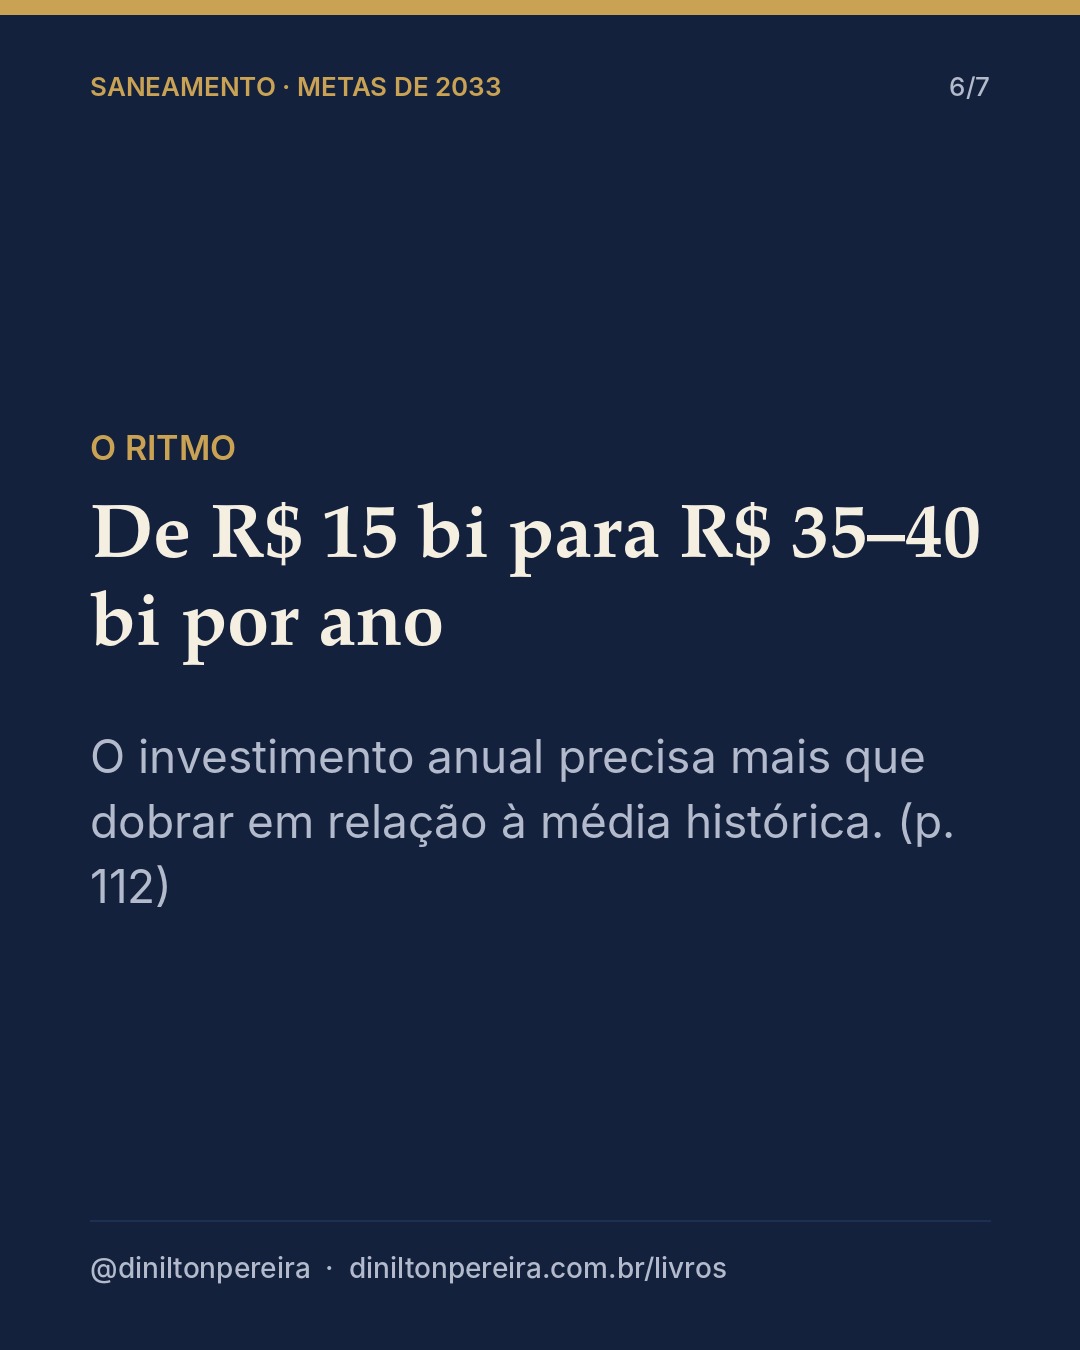 SANEAMENTO · METAS DE 2033
6/7
O RITMO
De R$ 15 bi para R$ 35–40
bi por ano
O investimento anual precisa mais que
dobrar em relação à média histórica. (p.
112)
@diniltonpereira · diniltonpereira.com.br/livros